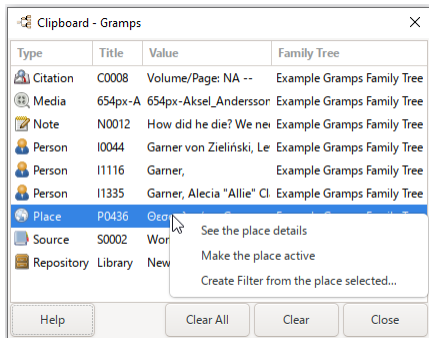 Clipboard - Gramps
Type Title Value Family Tree
Citation C0008 Volume/Page: NA -- Example Gramps Family Tree
Media 654px-A 654px-Aksel_Andersson Example Gramps Family Tree
Note N0012 How did he die? We nee Example Gramps Family Tree
Person I0044 Garner von Zieliński, Le Example Gramps Family Tree
Person I1116 Garner, Example Gramps Family Tree
Person I1335 Garner, Alecia "Allie" Cl Example Gramps Family Tree
Place P0436
See the place details
Source S0002 Wor
Make the place active
Repository Library New
Create Filter from the place selected...
Help Clear All Clear Close